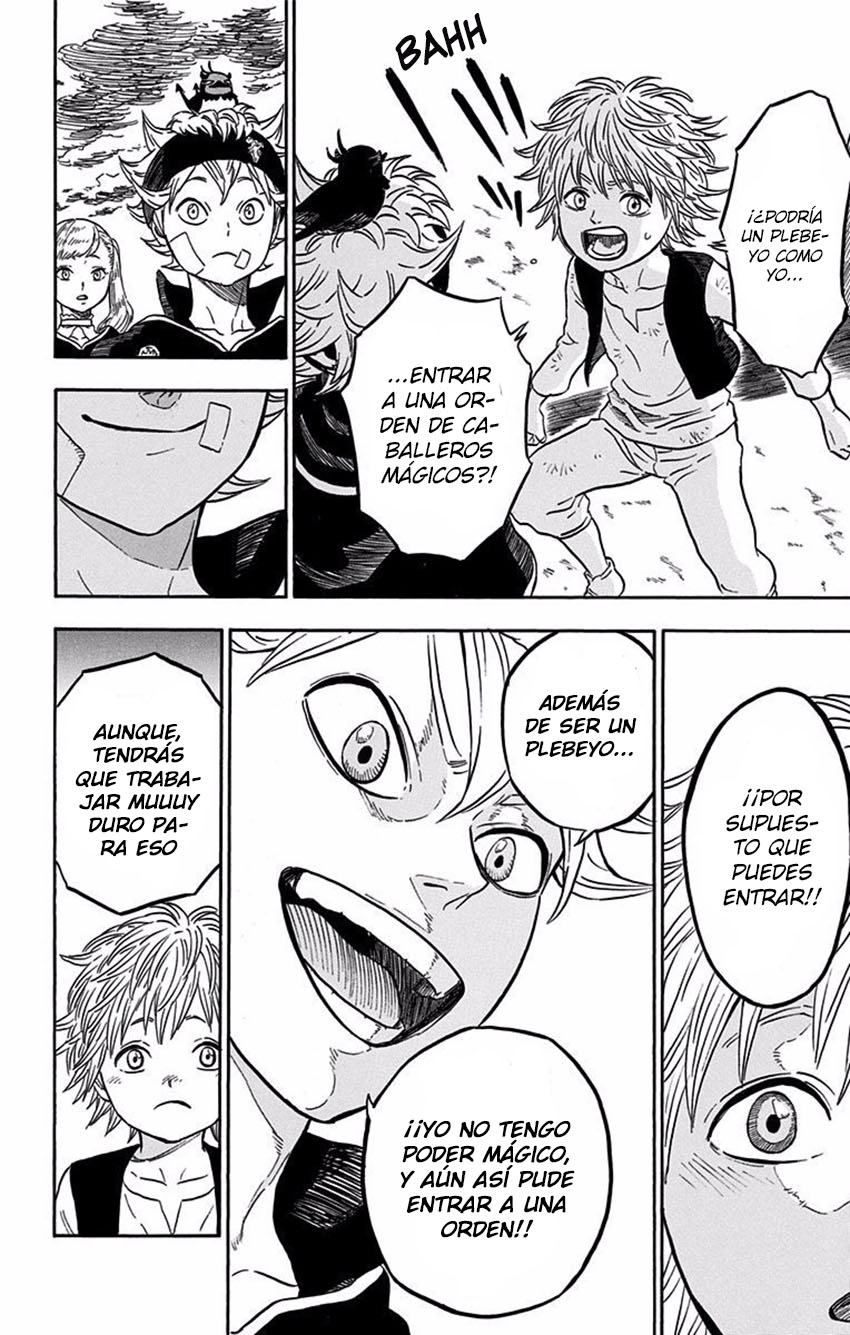 BAHH
¡¿PODRÍA
UN PLEBE-
YO COMO
YO...
...ENTRAR
A UNA OR-
DEN DE CA-
BALLEROS
MÁGICOS?!
¡¡POR
SUPUES-
TO QUE
PUEDES
ENTRAR!!
ADEMÁS
DE SER UN
PLEBEYO...
¡¡YO NO TENGO
PODER MÁGICO,
Y AÚN ASÍ PUDE
ENTRAR A UNA
ORDEN!!
AUNQUE,
TENDRÁS
QUE TRABA-
JAR MUUUY
DURO PA-
RA ESO